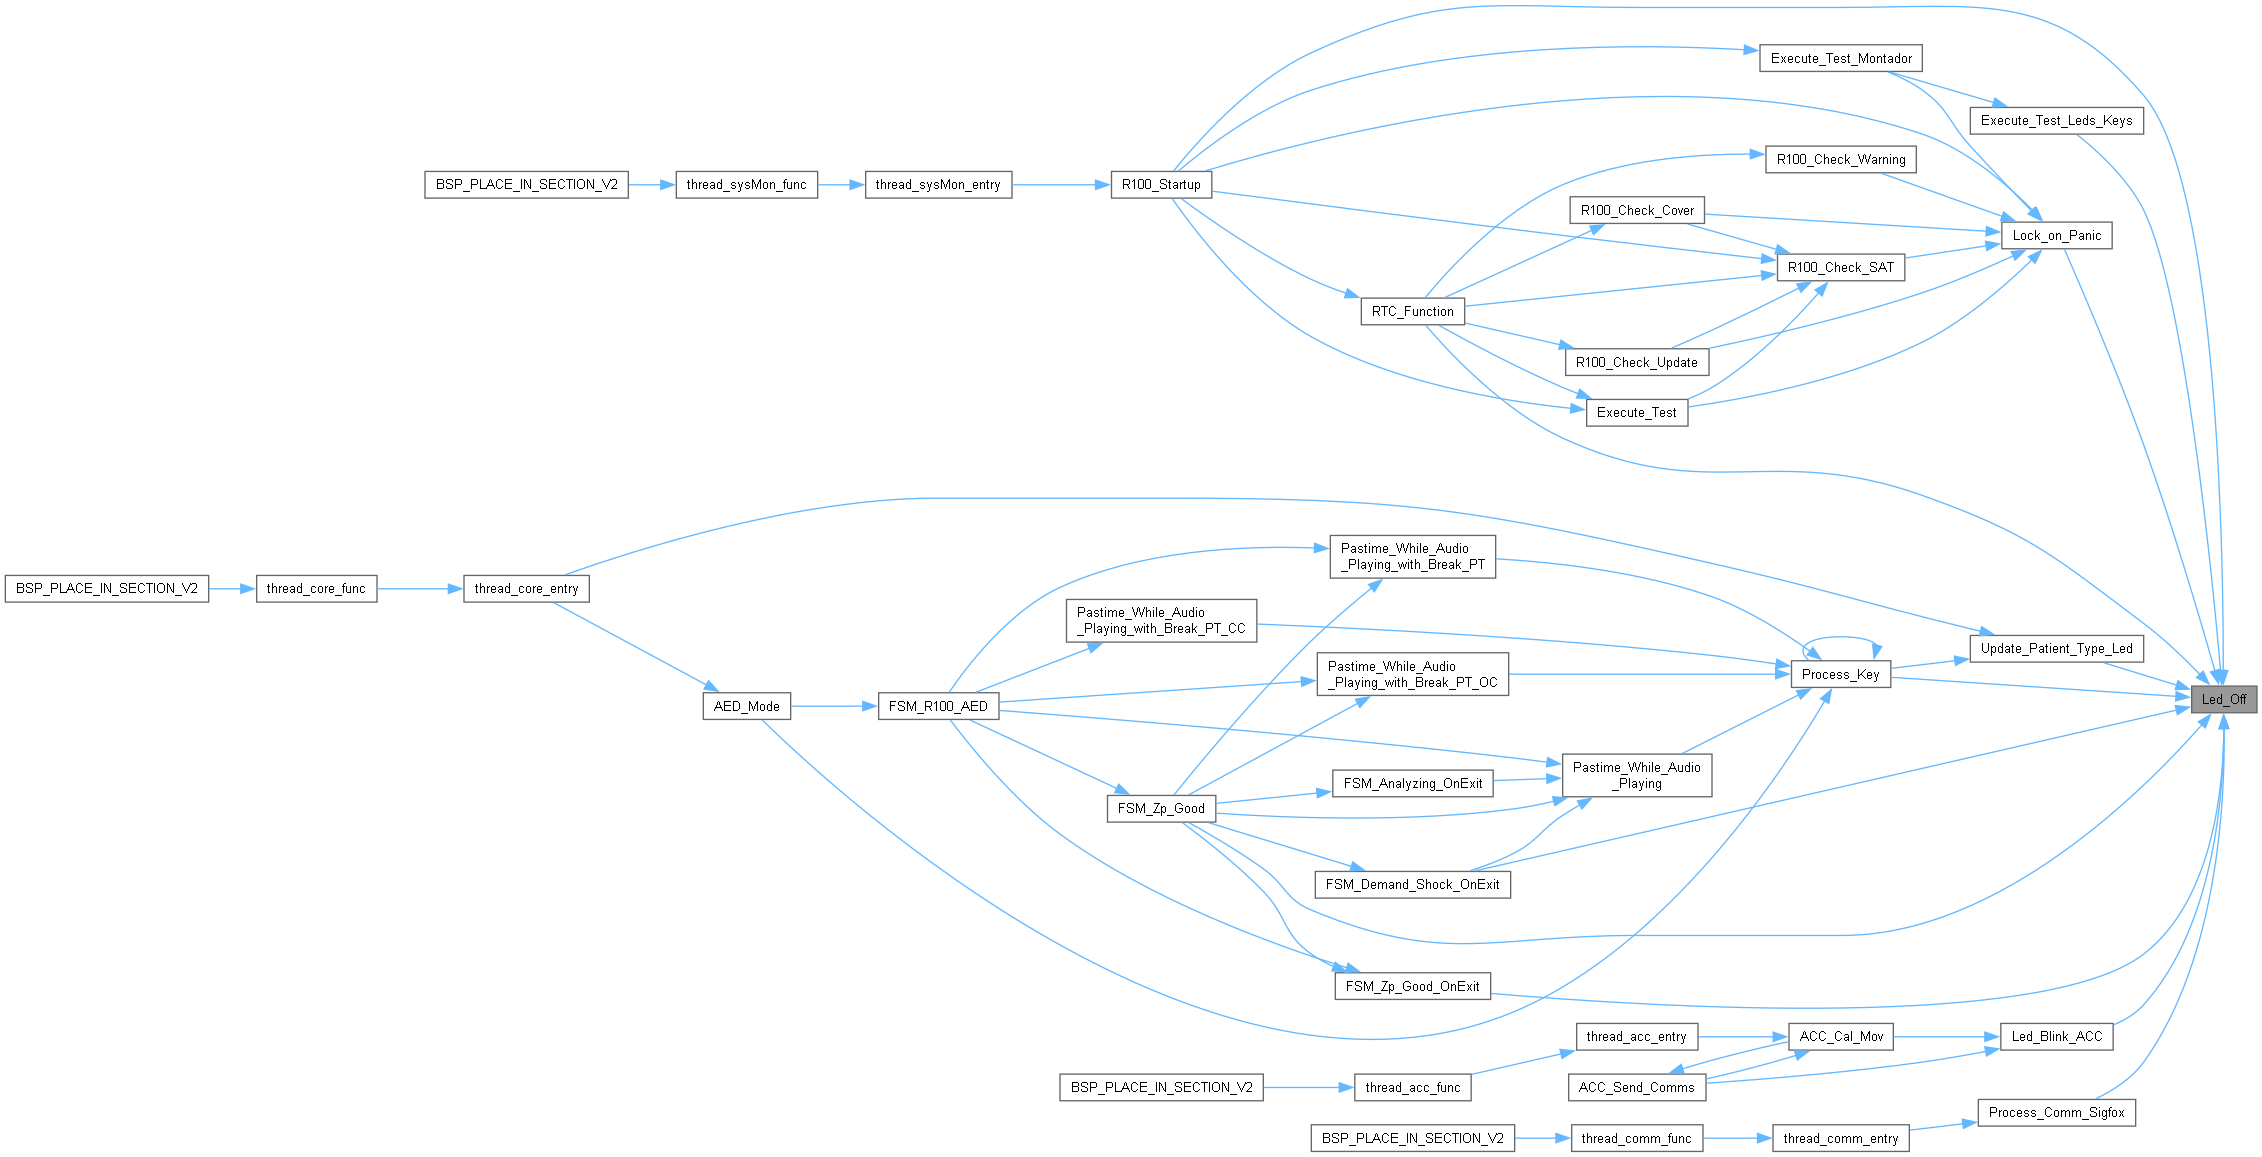 Execute_Test_Montador
Execute_Test_Leds_Keys
R100_Check_Warning
BSP_PLACE_IN_SECTION_V2
thread_sysMon_func
thread_sysMon_entry
R100_Startup
R100_Check_Cover
Lock_on_Panic
R100_Check_SAT
RTC_Function
R100_Check_Update
Execute_Test
Pastime_While_Audio
_Playing_with_Break_PT
BSP_PLACE_IN_SECTION_V2
thread_core_func
thread_core_entry
Pastime_While_Audio
_Playing_with_Break_PT_CC
Update_Patient_Type_Led
Pastime_While_Audio
_Playing_with_Break_PT_OC
Process_Key
Led_Off
AED_Mode
FSM_R100_AED
Pastime_While_Audio
_Playing
FSM_Analyzing_OnExit
FSM_Zp_Good
FSM_Demand_Shock_OnExit
FSM_Zp_Good_OnExit
thread_acc_entry
ACC_Cal_Mov
Led_Blink_ACC
BSP_PLACE_IN_SECTION_V2
thread_acc_func
ACC_Send_Comms
Process_Comm_Sigfox
BSP_PLACE_IN_SECTION_V2
thread_comm_func
thread_comm_entry